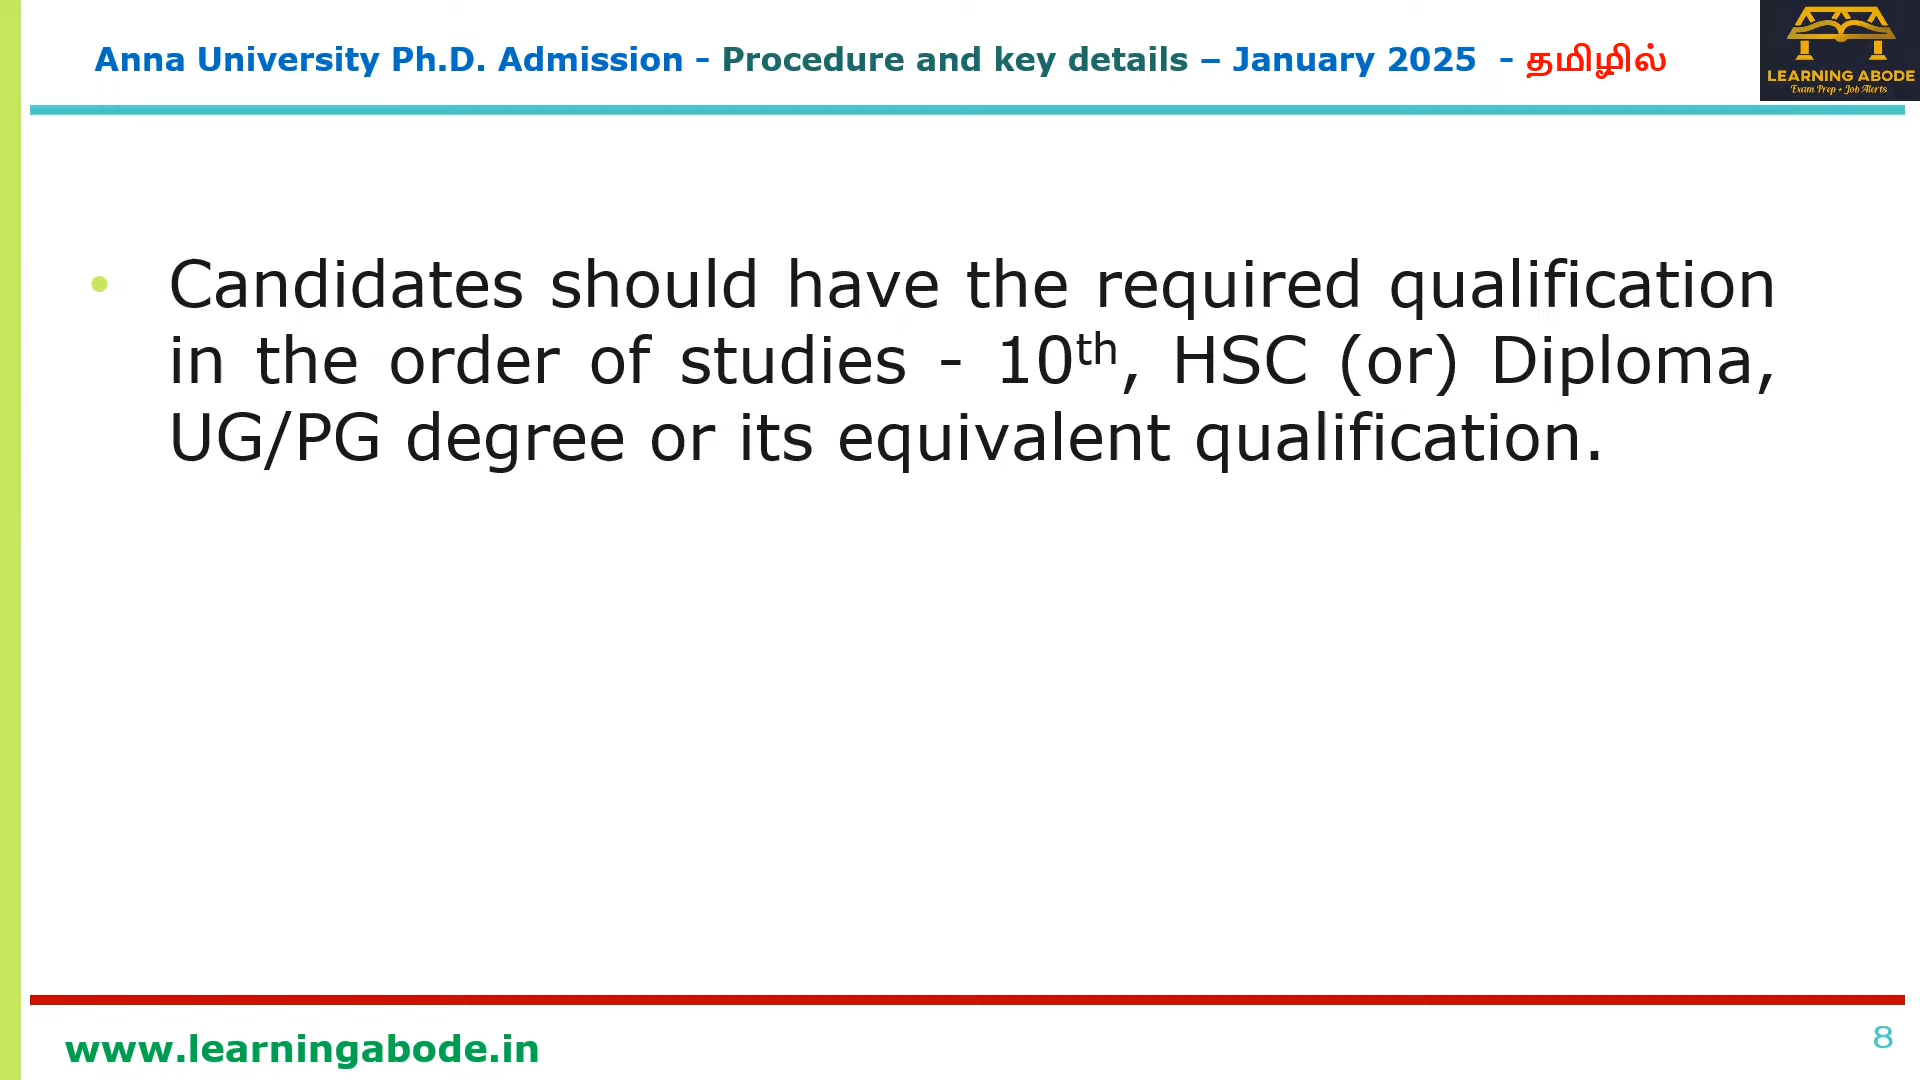 Anna University Ph.D. Admission - Procedure and key details – January 2025 - தமிழில்
LEARNING ABODE
Exam Prep + Job Alerts
• Candidates should have the required qualification
in the order of studies - 10th, HSC (or) Diploma,
UG/PG degree or its equivalent qualification.
www.learningabode.in
8